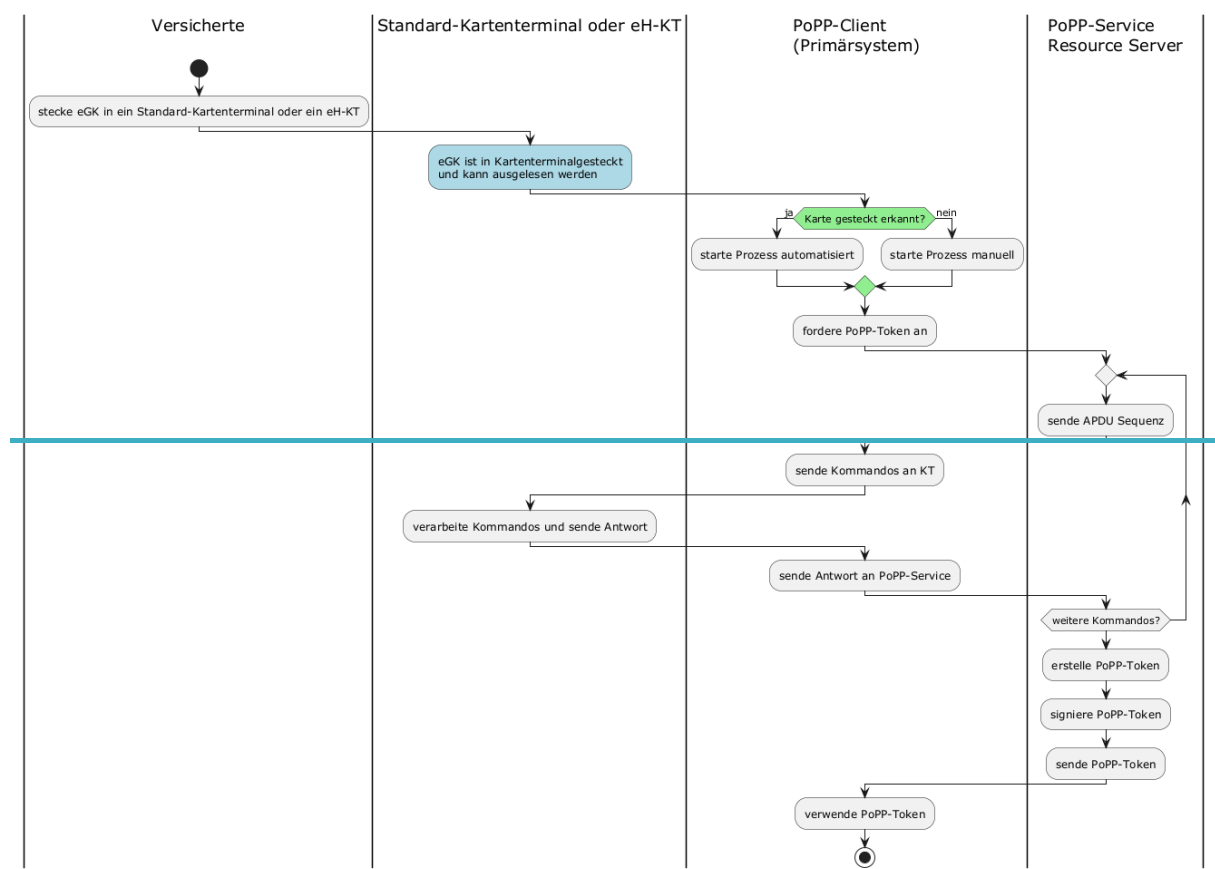 Versicherte
Standard-Kartenterminal oder eH-KT
PoPP-Client
(Primärsystem)
PoPP-Service
Resource Server
stecke eGK in ein Standard-Kartenterminal oder ein eH-KT
eGK ist in Kartenterminalgesteckt
und kann ausgelesen werden
ja
Karte gesteckt erkannt?
nein
starte Prozess automatisiert
starte Prozess manuell
fordere PoPP-Token an
sende APDU Sequenz
sende Kommandos an KT
verarbeite Kommandos und sende Antwort
sende Antwort an PoPP-Service
weitere Kommandos?
erstelle PoPP-Token
signiere PoPP-Token
sende PoPP-Token
verwende PoPP-Token